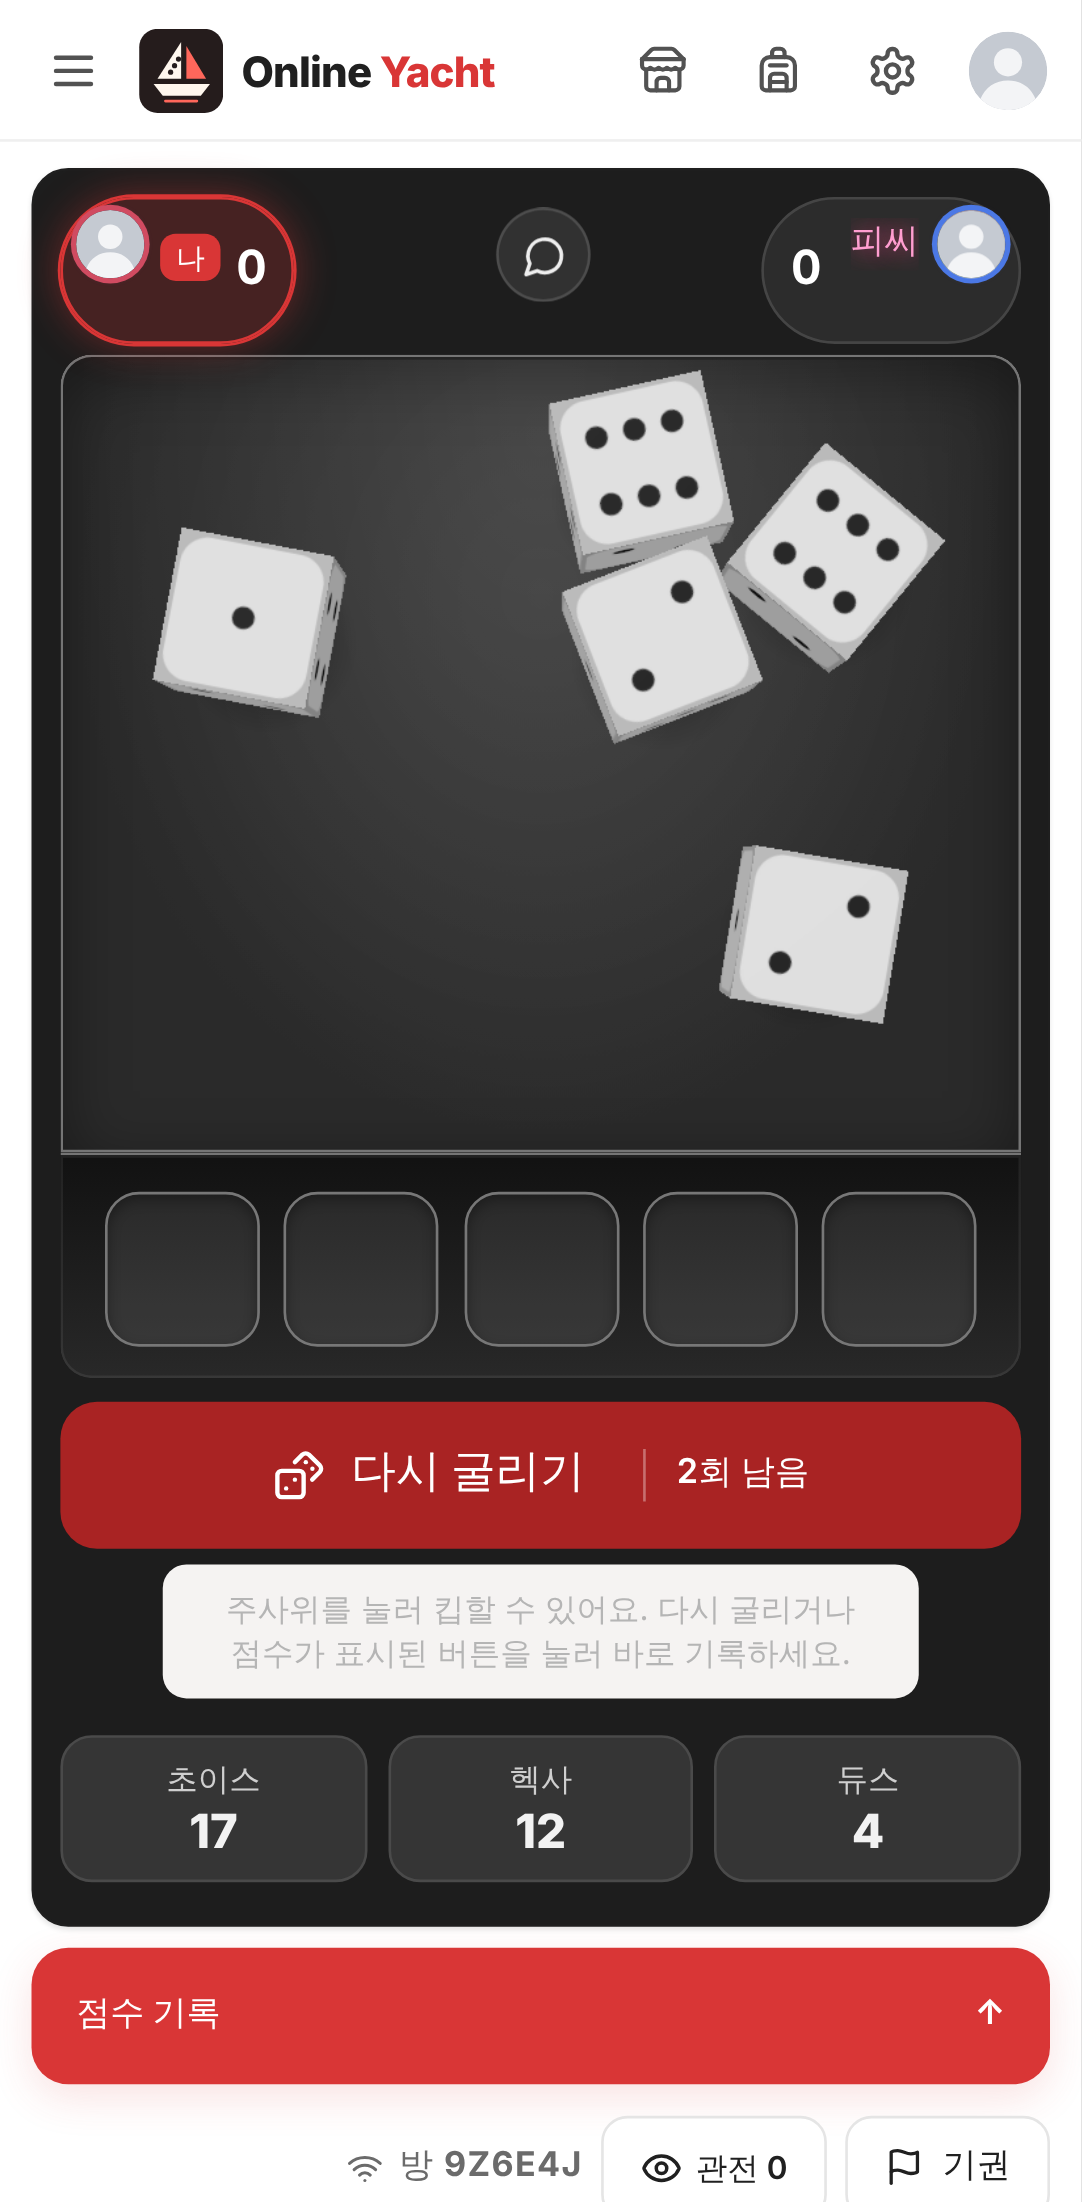 Online Yacht
나 0
0 피씨
다시 굴리기
2회 남음
주사위를 눌러 킵할 수 있어요. 다시 굴리거나
점수가 표시된 버튼을 눌러 바로 기록하세요.
초이스
17
헥사
12
듀스
4
점수 기록
방 9Z6E4J
관전 0
기권